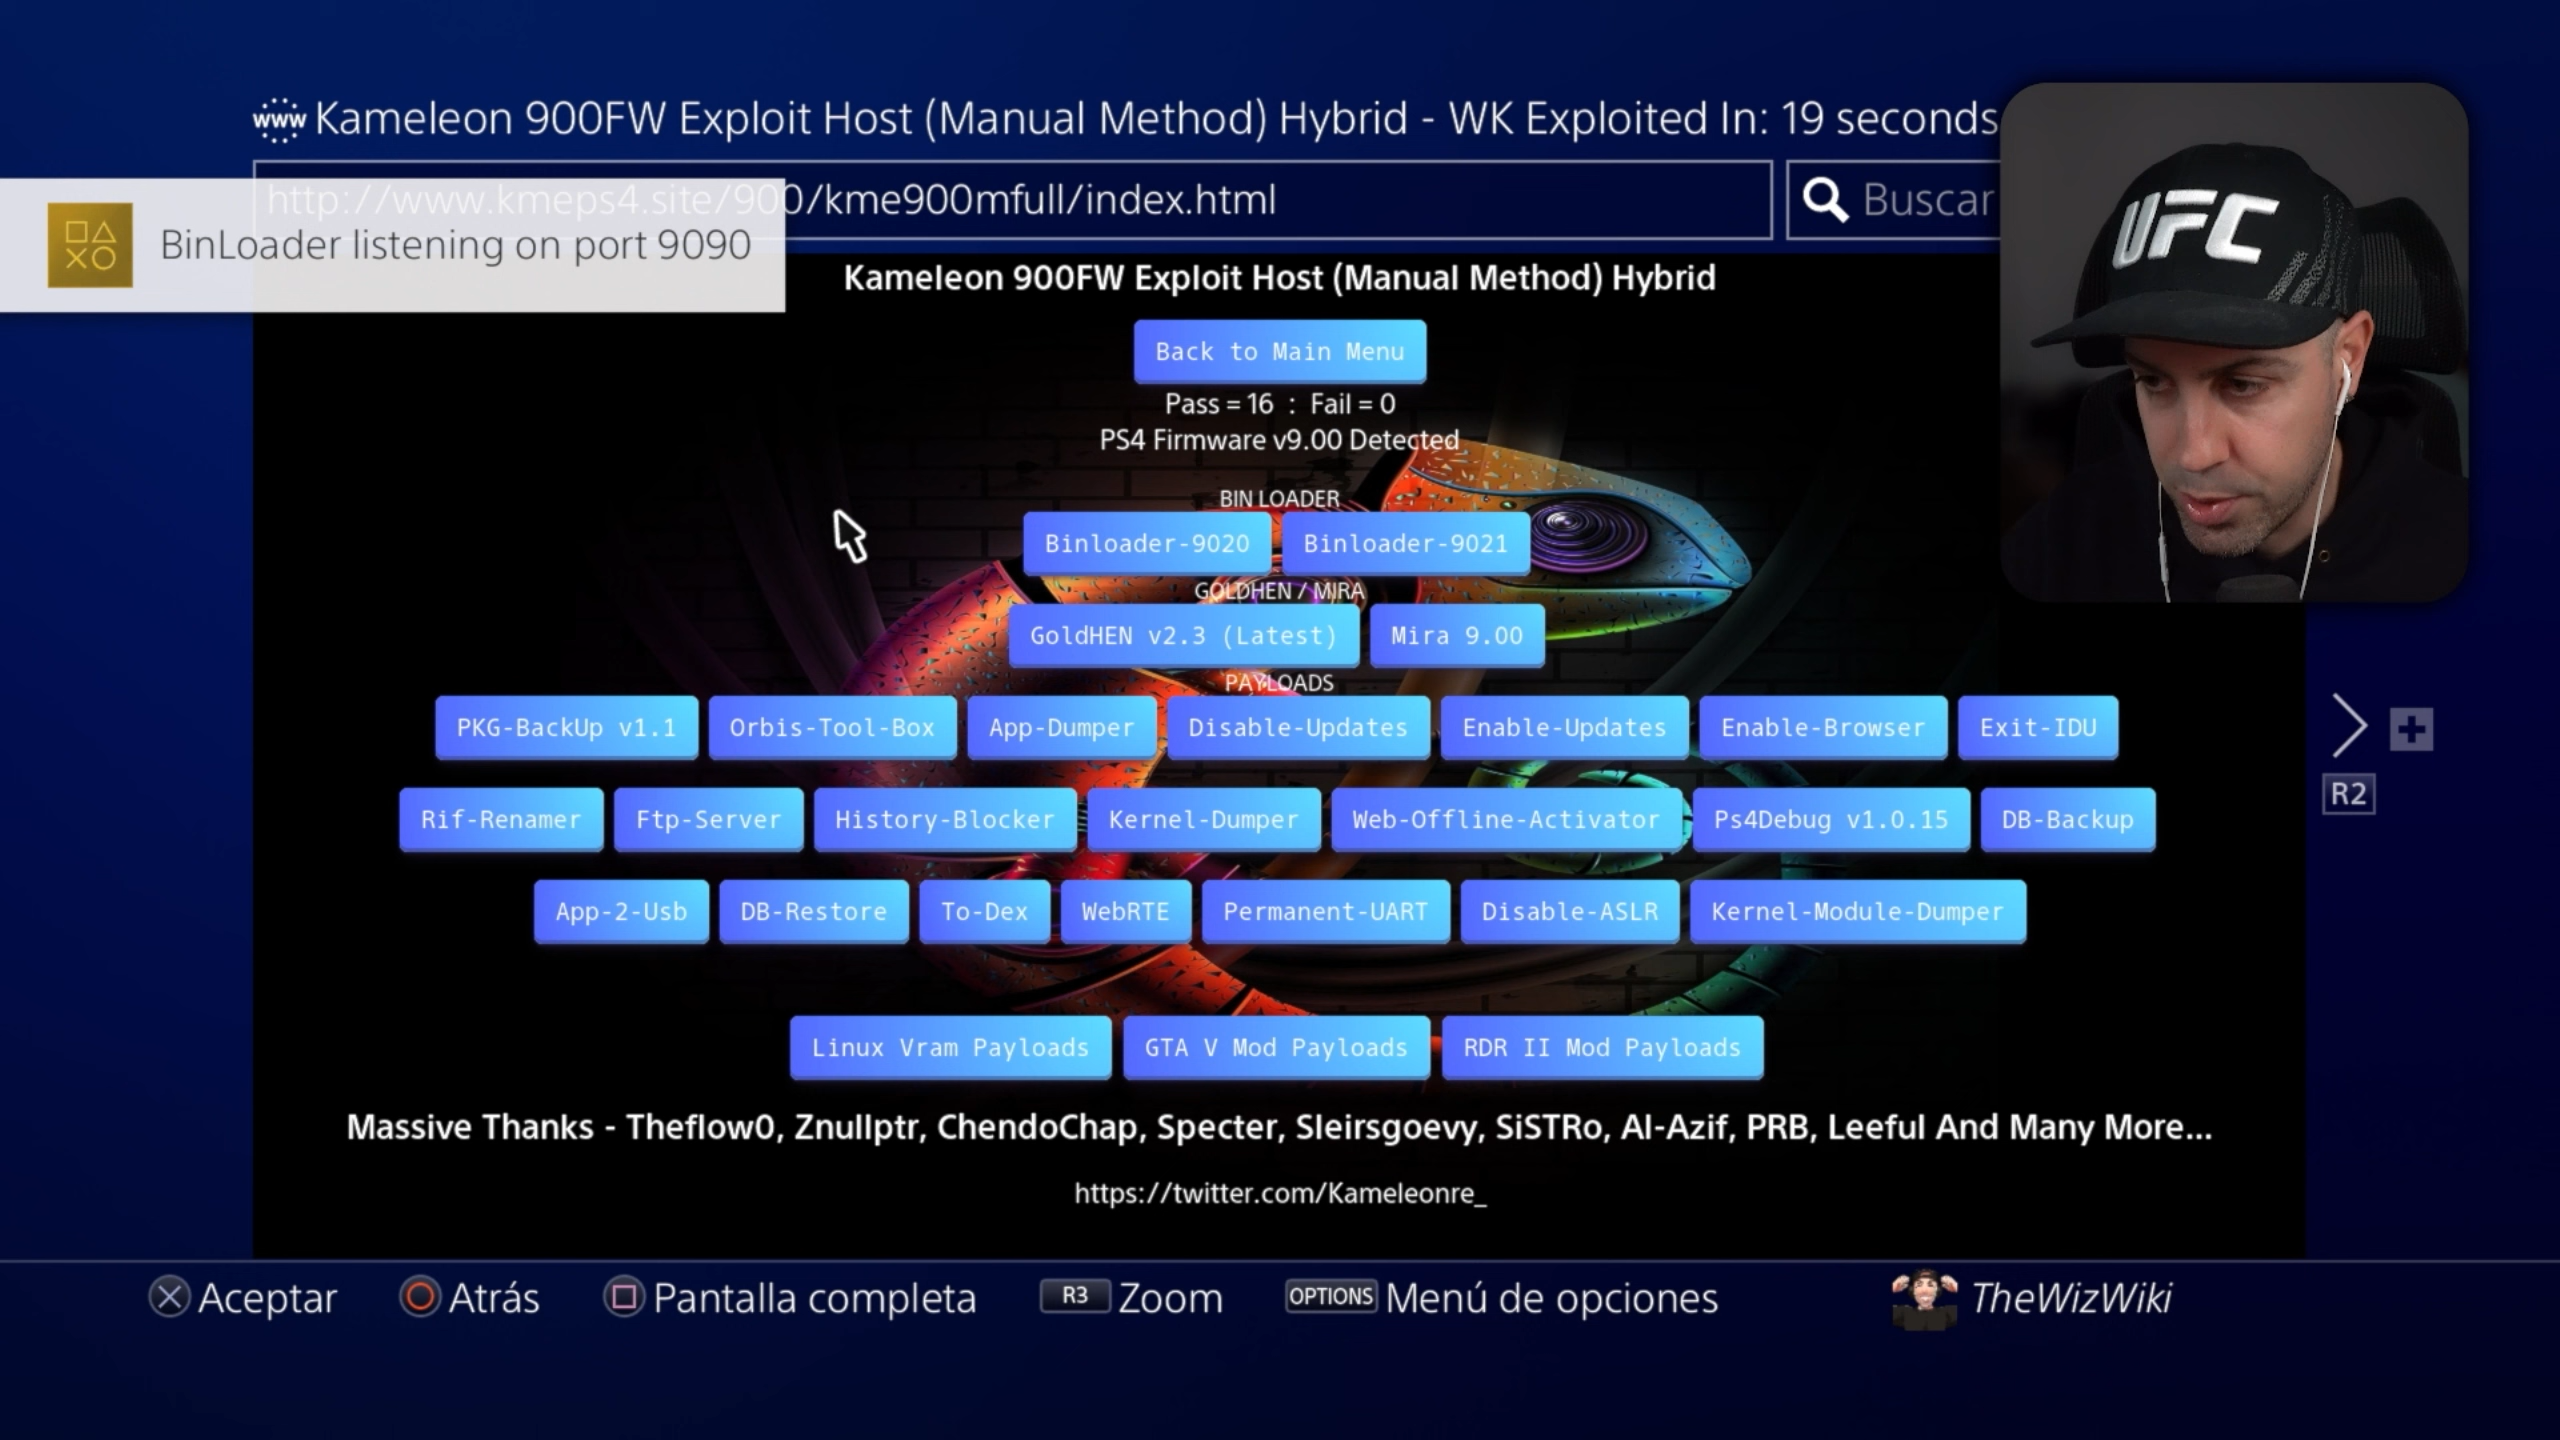 www Kameleon 900FW Exploit Host (Manual Method) Hybrid - WK Exploited In: 19 seconds
http://www.kmeps4.site/900/kme900mfull/index.html
Buscar
BinLoader listening on port 9090
UFC
Kameleon 900FW Exploit Host (Manual Method) Hybrid
Back to Main Menu
Pass = 16 : Fail = 0
PS4 Firmware v9.00 Detected
BIN LOADER
Binloader-9020 Binloader-9021
GOLDHEN / MIRA
GoldHEN v2.3 (Latest) Mira 9.00
PAYLOADS
PKG-BackUp v1.1 Orbis-Tool-Box App-Dumper Disable-Updates Enable-Updates Enable-Browser Exit-IDU
R2
Rif-Renamer Ftp-Server History-Blocker Kernel-Dumper Web-Offline-Activator Ps4Debug v1.0.15 DB-Backup
App-2-Usb DB-Restore To-Dex WebRTE Permanent-UART Disable-ASLR Kernel-Module-Dumper
Linux Vram Payloads GTA V Mod Payloads RDR II Mod Payloads
Massive Thanks - Theflow0, Znullptr, ChendoChap, Specter, Sleirsgoevy, SiSTRo, Al-Azif, PRB, Leeful And Many More...
https://twitter.com/Kameleonre_
Aceptar Atrás Pantalla completa R3 Zoom OPTIONS Menú de opciones TheWizWiki